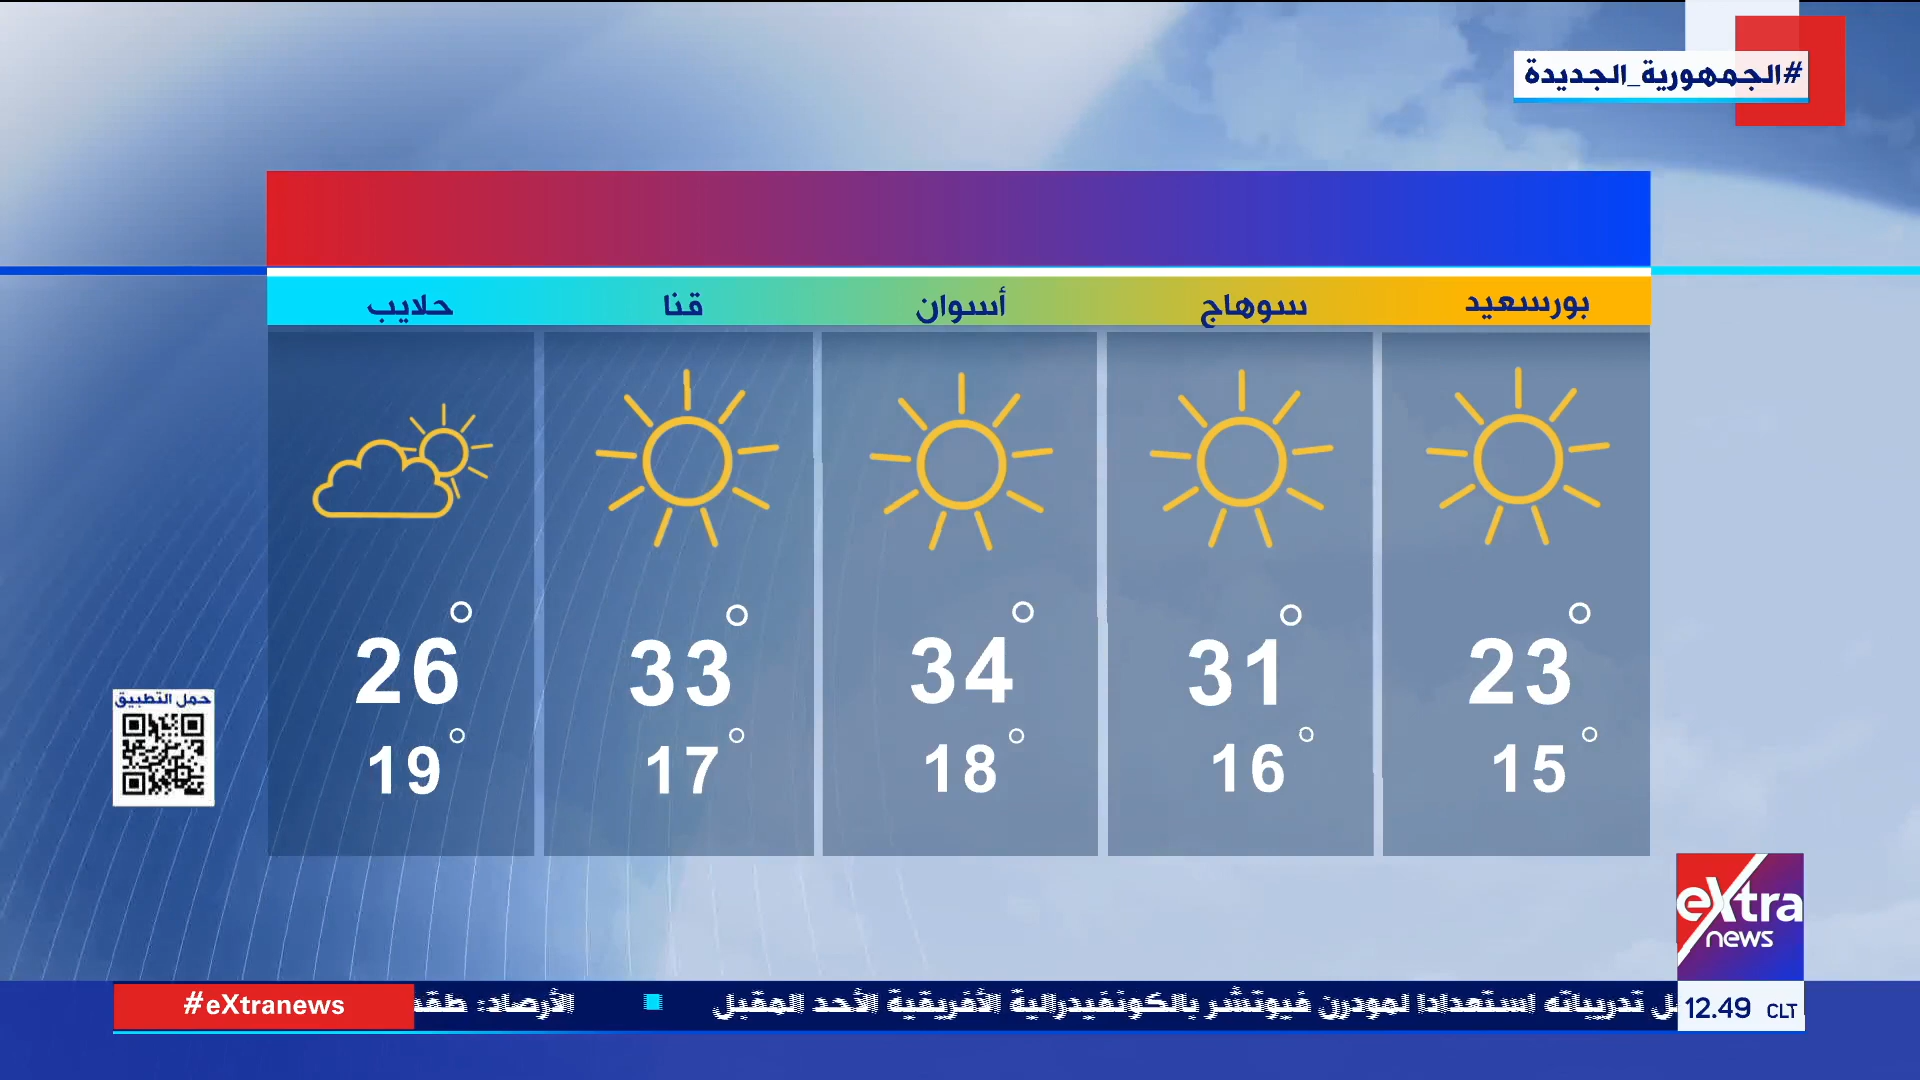 #الجمهورية_الجديدة
بورسعيد
سوهاج
أسوان
قنا
حلايب
23°
31°
34°
33°
26°
15°
16°
18°
17°
19°
حمل التطبيق
eXtra
news
تدريباته استعدادا لمودرن فيوتشر بالكونفيدرالية الأفريقية الأحد المقبل
الأرصاد:
#eXtranews
12.49 CLT